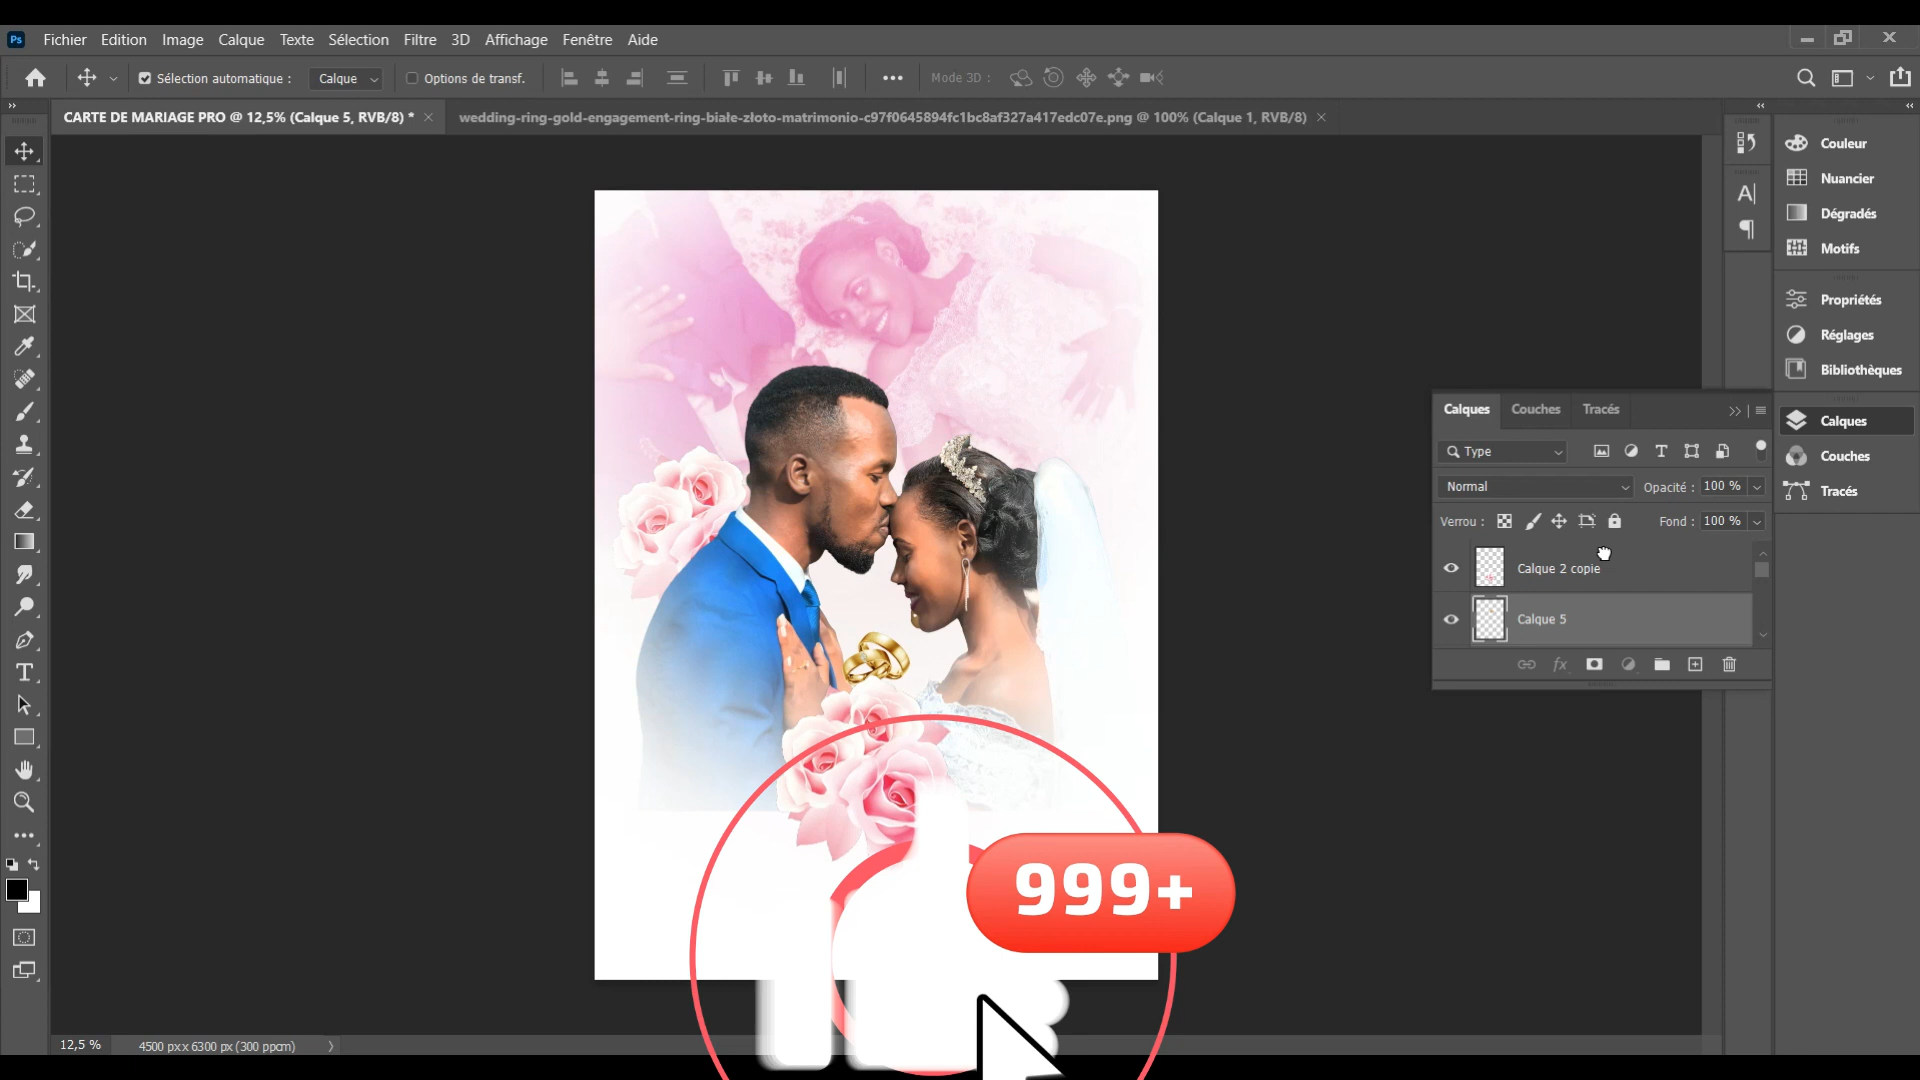 Ps Fichier Edition Image Calque Texte Sélection Filtre 3D Affichage Fenêtre Aide
Sélection automatique : Calque Options de transf. Mode 3D :
CARTE DE MARIAGE PRO @ 12,5% (Calque 5, RVB/8) * wedding-ring-gold-engagement-ring-białe-złoto-matrimonio-c97f0645894fc1bc8af327a417edc07e.png @ 100% (Calque 1, RVB/8)
Couleur
Nuancier
Dégradés
Motifs
Propriétés
Réglages
Bibliothèques
Calques
Couches
Tracés
Calques Couches Tracés
Type
Normal Opacité : 100 %
Verrou : Fond : 100 %
Calque 2 copie
Calque 5
fx
999+
12,5 % 4500 px x 6300 px (300 ppcm)